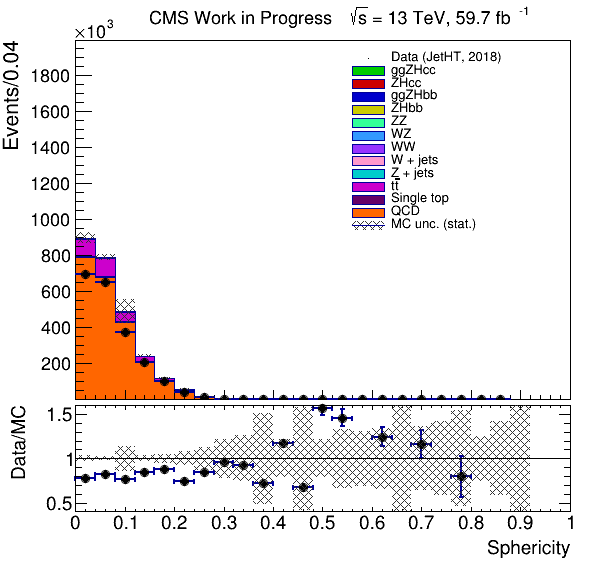 CMS Work in Progress √s = 13 TeV, 59.7 fb⁻¹
×10³
Events/0.04
1800
1600
1400
1200
1000
800
600
400
200
Data (JetHT, 2018)
ggZHcc
ZHcc
ggZHbb
ZHbb
ZZ
WZ
WW
W + jets
Z + jets
tt̅
Single top
QCD
MC unc. (stat.)
Data/MC
1.5
1
0.5
0 0.1 0.2 0.3 0.4 0.5 0.6 0.7 0.8 0.9 1
Sphericity